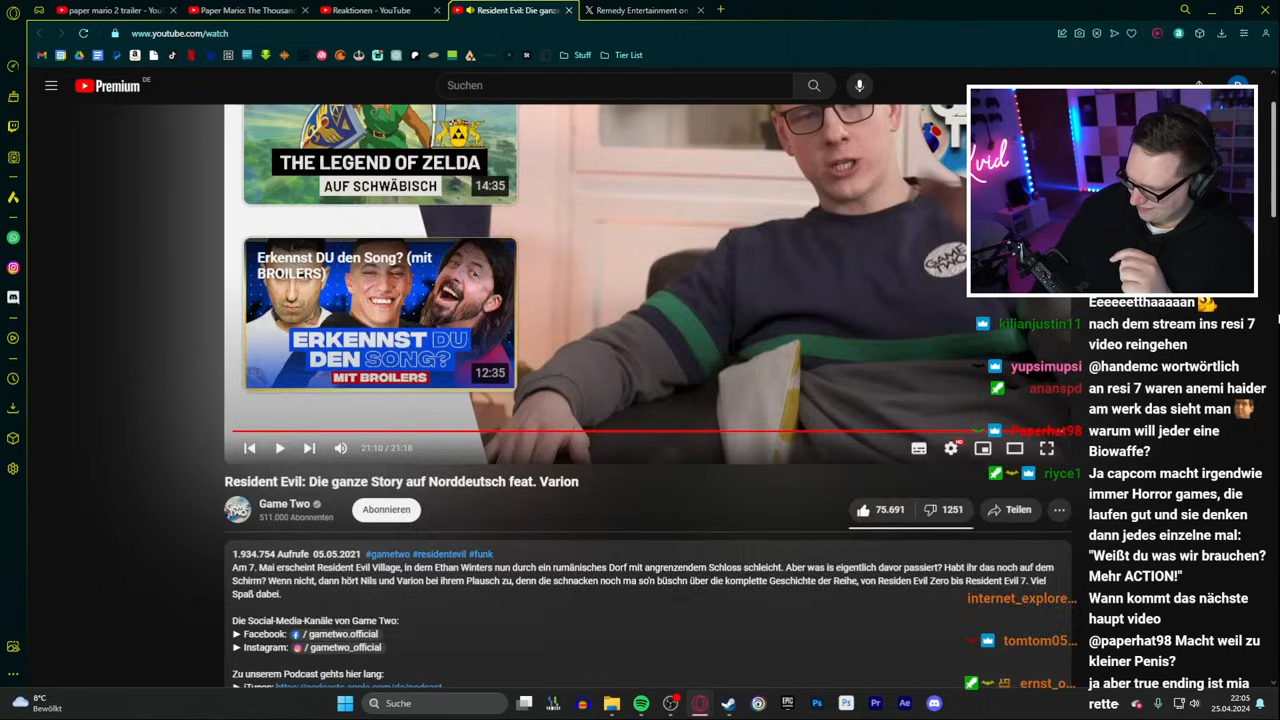 paper mario 2 trailer - You
Paper Mario: The Thousan
Reaktionen - YouTube
Resident Evil: Die ganze
Remedy Entertainment on
www.youtube.com/watch
Stuff
Tier List
Premium DE
Suchen
THE LEGEND OF ZELDA
AUF SCHWÄBISCH
14:35
Erkennst DU den Song? (mit
BROILERS)
ERKENNST DU
DEN SONG?
MIT BROILERS
12:35
GAME TWO
21:10 / 21:18
HD
Resident Evil: Die ganze Story auf Norddeutsch feat. Varion
Game Two
511.000 Abonnenten
Abonnieren
75.691
1251
Teilen
1.934.754 Aufrufe 05.05.2021 #gametwo #residentevil #funk
Am 7. Mai erscheint Resident Evil Village, in dem Ethan Winters nun durch ein rumänisches Dorf mit angrenzendem Schloss schleicht. Aber was ist eigentlich davor passiert? Habt ihr das noch auf dem
Schirm? Wenn nicht, dann hört Nils und Varion bei ihrem Plausch zu, denn die schnacken noch ma so'n büschn über die komplette Geschichte der Reihe, von Residen Evil Zero bis Resident Evil 7. Viel
Spaß dabei.
Die Social-Media-Kanäle von Game Two:
► Facebook: / gametwo.official
► Instagram: / gametwo_official
Zu unserem Podcast gehts hier lang:
► iTunes: https://podcasts.apple.com/de/podcast
Eeeeeetthaaaaan
kilianjustin11 nach dem stream ins resi 7
video reingehen
yupsimupsi @handemc wortwörtlich
ananspd an resi 7 waren anemi haider
am werk das sieht man
Paperhat98 warum will jeder eine
Biowaffe?
riyce1 Ja capcom macht irgendwie
immer Horror games, die
laufen gut und sie denken
dann jedes einzelne mal:
"Weißt du was wir brauchen?
Mehr ACTION!"
internet_explore... Wann kommt das nächste
haupt video
tomtom05... @paperhat98 Macht weil zu
kleiner Penis?
ernst_o... ja aber true ending ist mia
rette
8°C
Bewölkt
Suche
22:05
25.04.2024